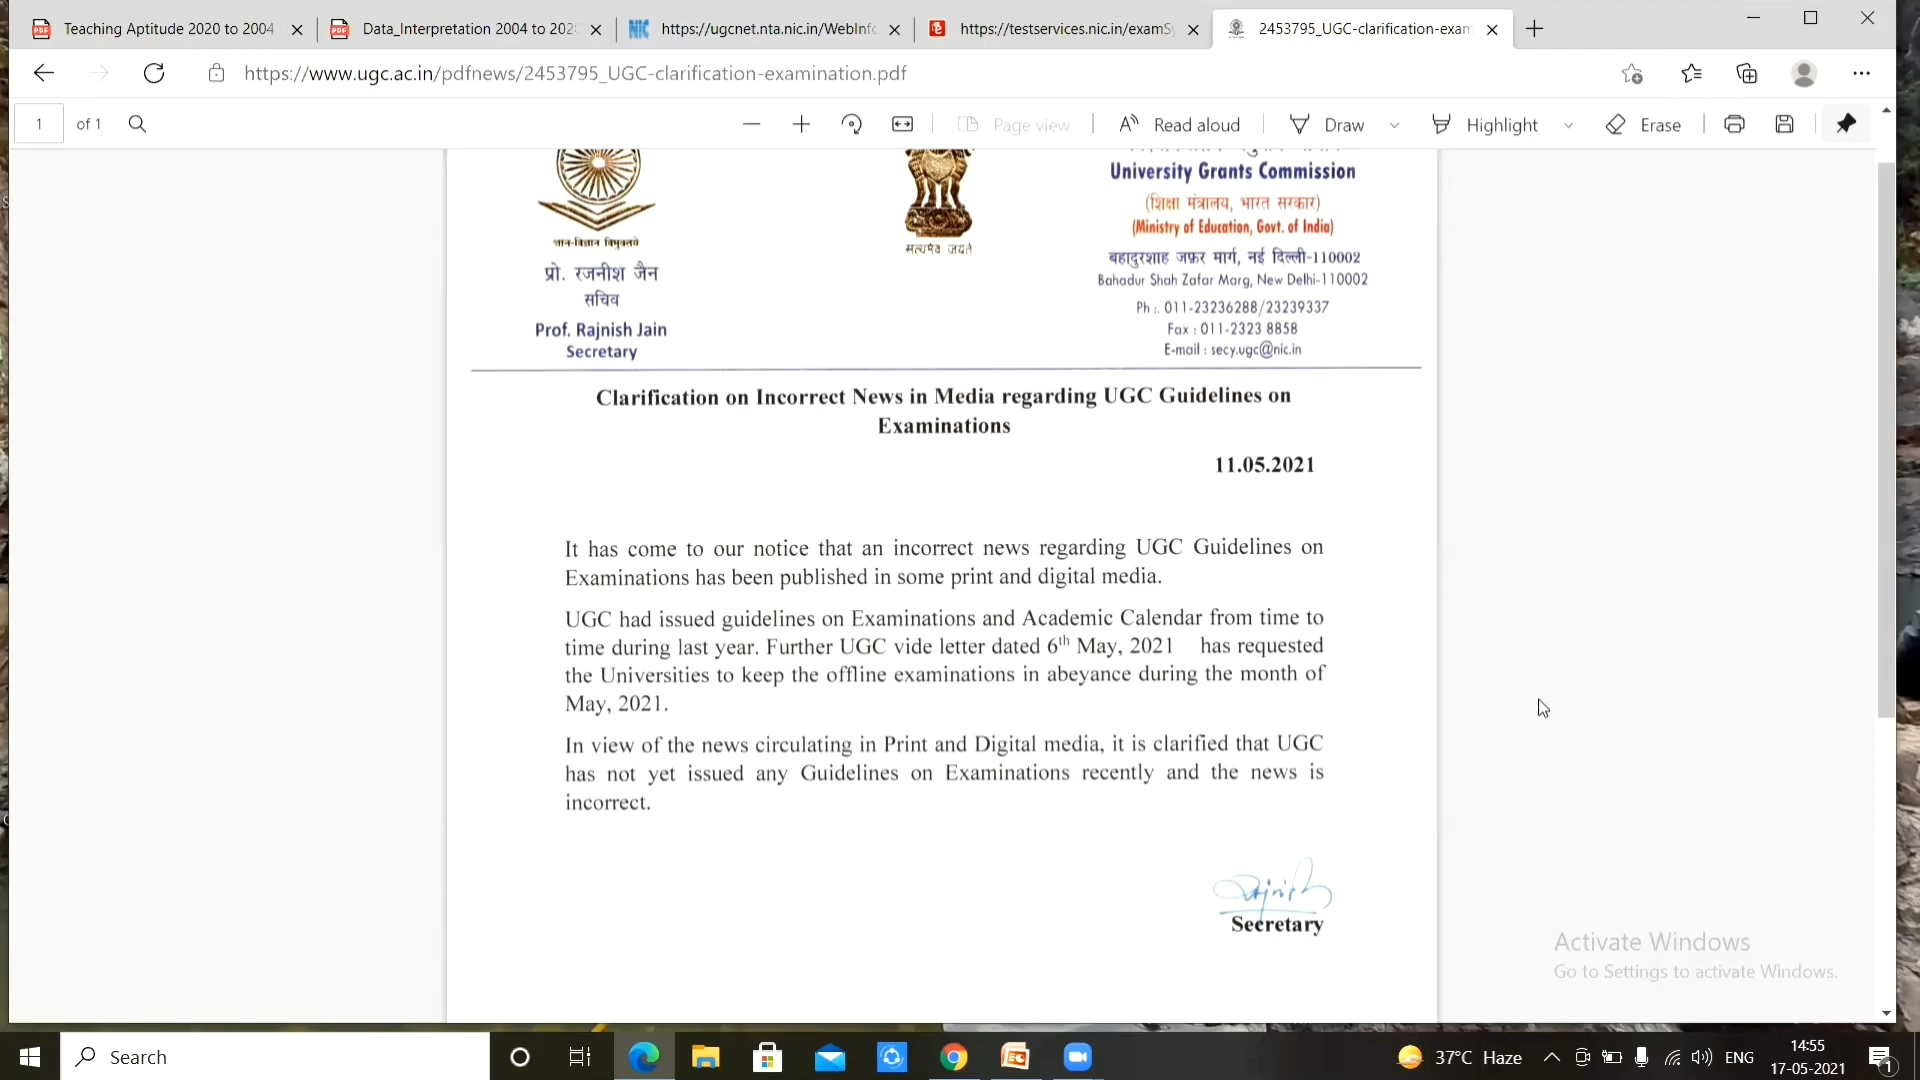 Teaching Aptitude 2020 to 2004
Data_Interpretation 2004 to 202
https://ugcnet.nta.nic.in/WebInfo
https://testservices.nic.in/examSy
2453795_UGC-clarification-exam
https://www.ugc.ac.in/pdfnews/2453795_UGC-clarification-examination.pdf
1 of 1
Page view
Read aloud
Draw
Highlight
Erase
University Grants Commission
(शिक्षा मंत्रालय, भारत सरकार)
(Ministry of Education, Govt. of India)
ज्ञान-विज्ञान विमुक्तये
सत्यमेव जयते
बहादुरशाह ज़फ़र मार्ग, नई दिल्ली-110002
Bahadur Shah Zafar Marg, New Delhi-110002
प्रो. रजनीश जैन
सचिव
Ph :. 011-23236288/23239337
Prof. Rajnish Jain
Fax : 011-2323 8858
Secretary
E-mail : secy.ugc@nic.in
Clarification on Incorrect News in Media regarding UGC Guidelines on
Examinations
11.05.2021
It has come to our notice that an incorrect news regarding UGC Guidelines on
Examinations has been published in some print and digital media.
UGC had issued guidelines on Examinations and Academic Calendar from time to
time during last year. Further UGC vide letter dated 6th May, 2021 has requested
the Universities to keep the offline examinations in abeyance during the month of
May, 2021.
In view of the news circulating in Print and Digital media, it is clarified that UGC
has not yet issued any Guidelines on Examinations recently and the news is
incorrect.
Secretary
Activate Windows
Go to Settings to activate Windows.
Search
37°C Haze
ENG
14:55
17-05-2021
1